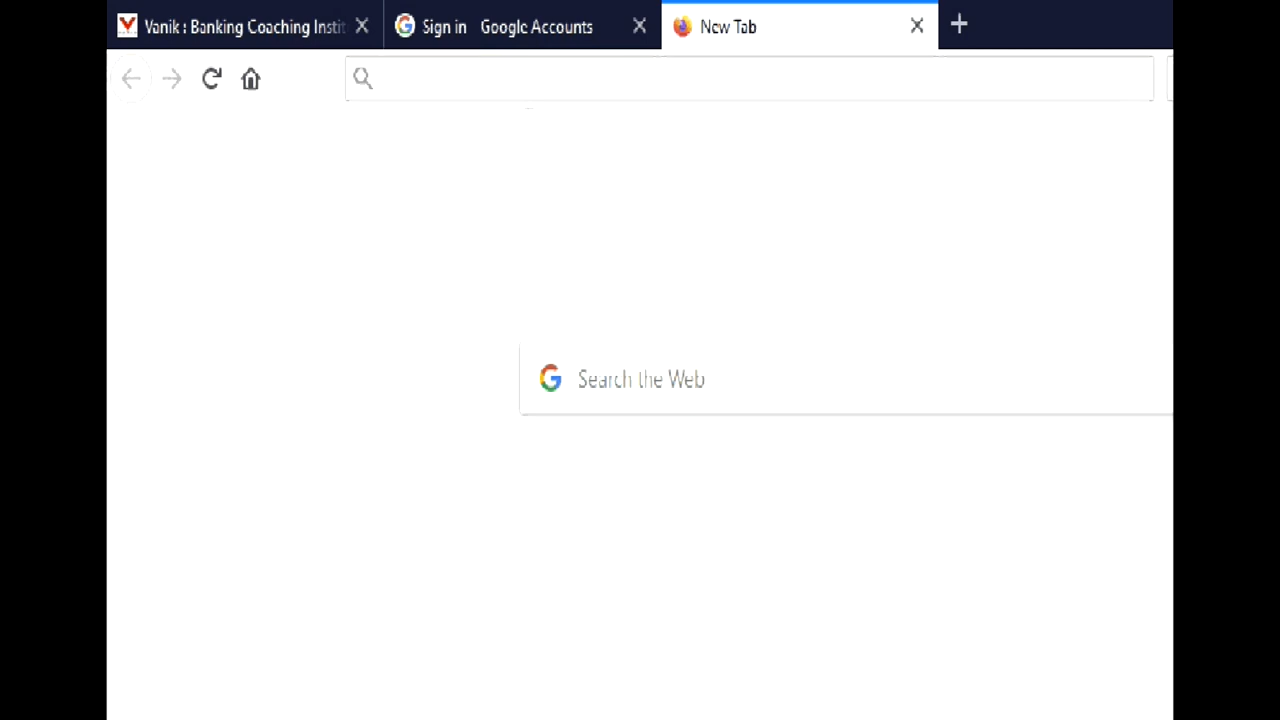 Vanik : Banking Coaching Instit
Sign in Google Accounts
New Tab
Search the Web